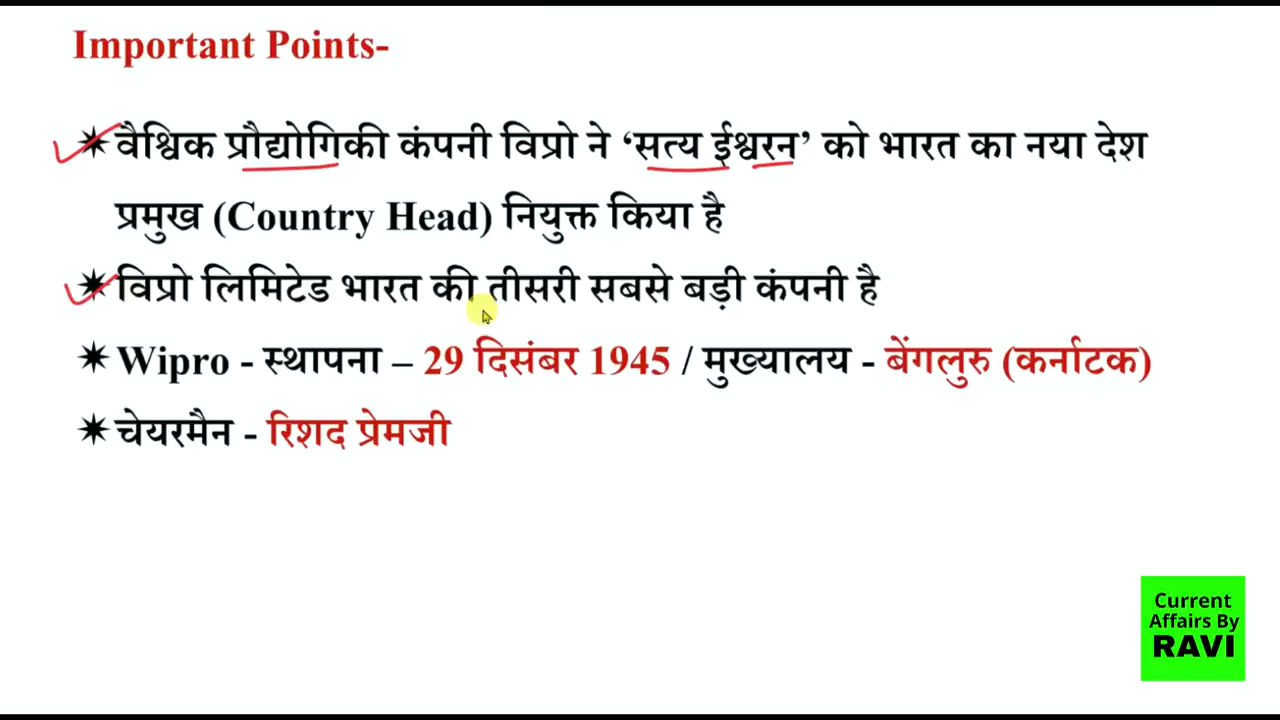 Important Points-
✷ वैश्विक प्रौद्योगिकी कंपनी विप्रो ने ‘सत्य ईश्वरन’ को भारत का नया देश
प्रमुख (Country Head) नियुक्त किया है
✷ विप्रो लिमिटेड भारत की तीसरी सबसे बड़ी कंपनी है
✷ Wipro - स्थापना – 29 दिसंबर 1945 / मुख्यालय - बेंगलुरु (कर्नाटक)
✷ चेयरमैन - रिशद प्रेमजी
Current
Affairs By
RAVI